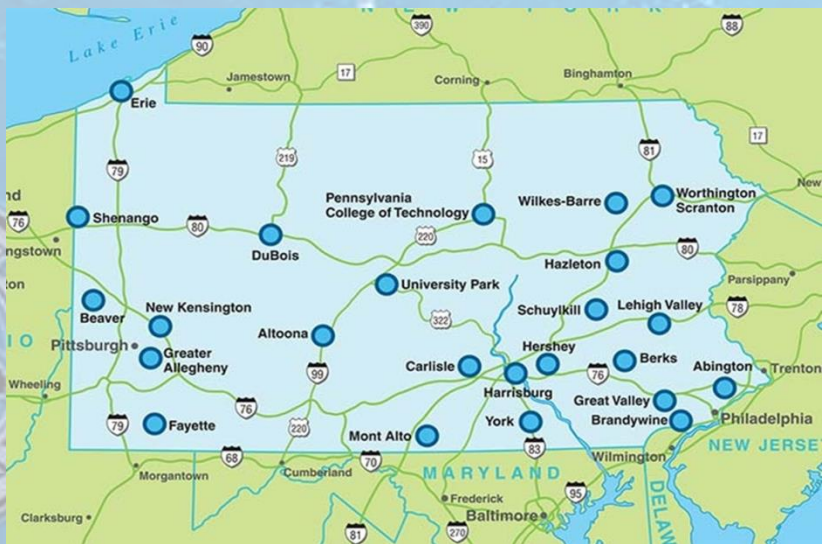 NEW YORK
Lake Erie
90
390
88
Jamestown
17
Corning
Binghamton
Erie
79
219
15
81
17
Pennsylvania
College of Technology
Wilkes-Barre
Worthington
Scranton
76
Shenango
80
220
ngstown
DuBois
80
Hazleton
Parsippany
University Park
Beaver
New Kensington
322
Schuylkill
Lehigh Valley
78
Pittsburgh
Altoona
Greater
Allegheny
Hershey
Berks
Abington
Trenton
Wheeling
99
Carlisle
Harrisburg
76
Great Valley
76
79
Fayette
220
Mont Alto
York
Brandywine
Philadelphia
68
70
83
Wilmington
NEW JERSEY
Morgantown
Cumberland
MARYLAND
Frederick
95
DELAW
Clarksburg
81
270
Baltimore